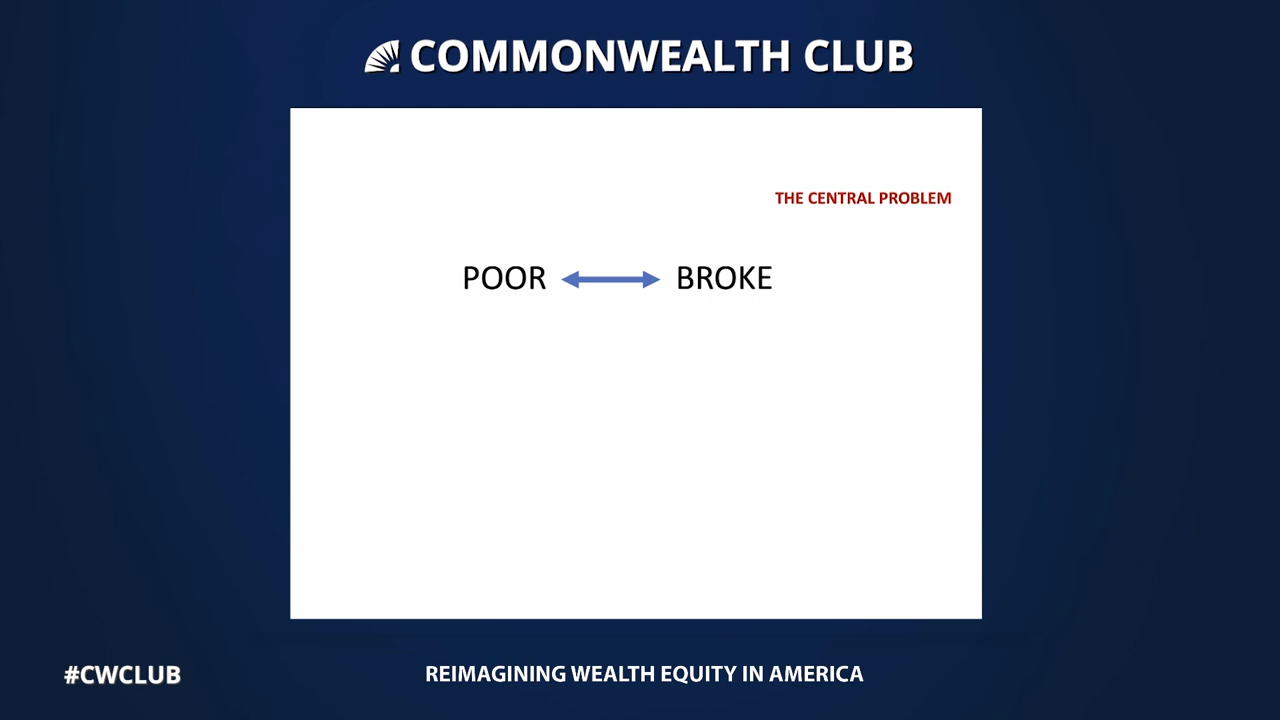 COMMONWEALTH CLUB
THE CENTRAL PROBLEM
POOR BROKE
#CWCLUB
REIMAGINING WEALTH EQUITY IN AMERICA